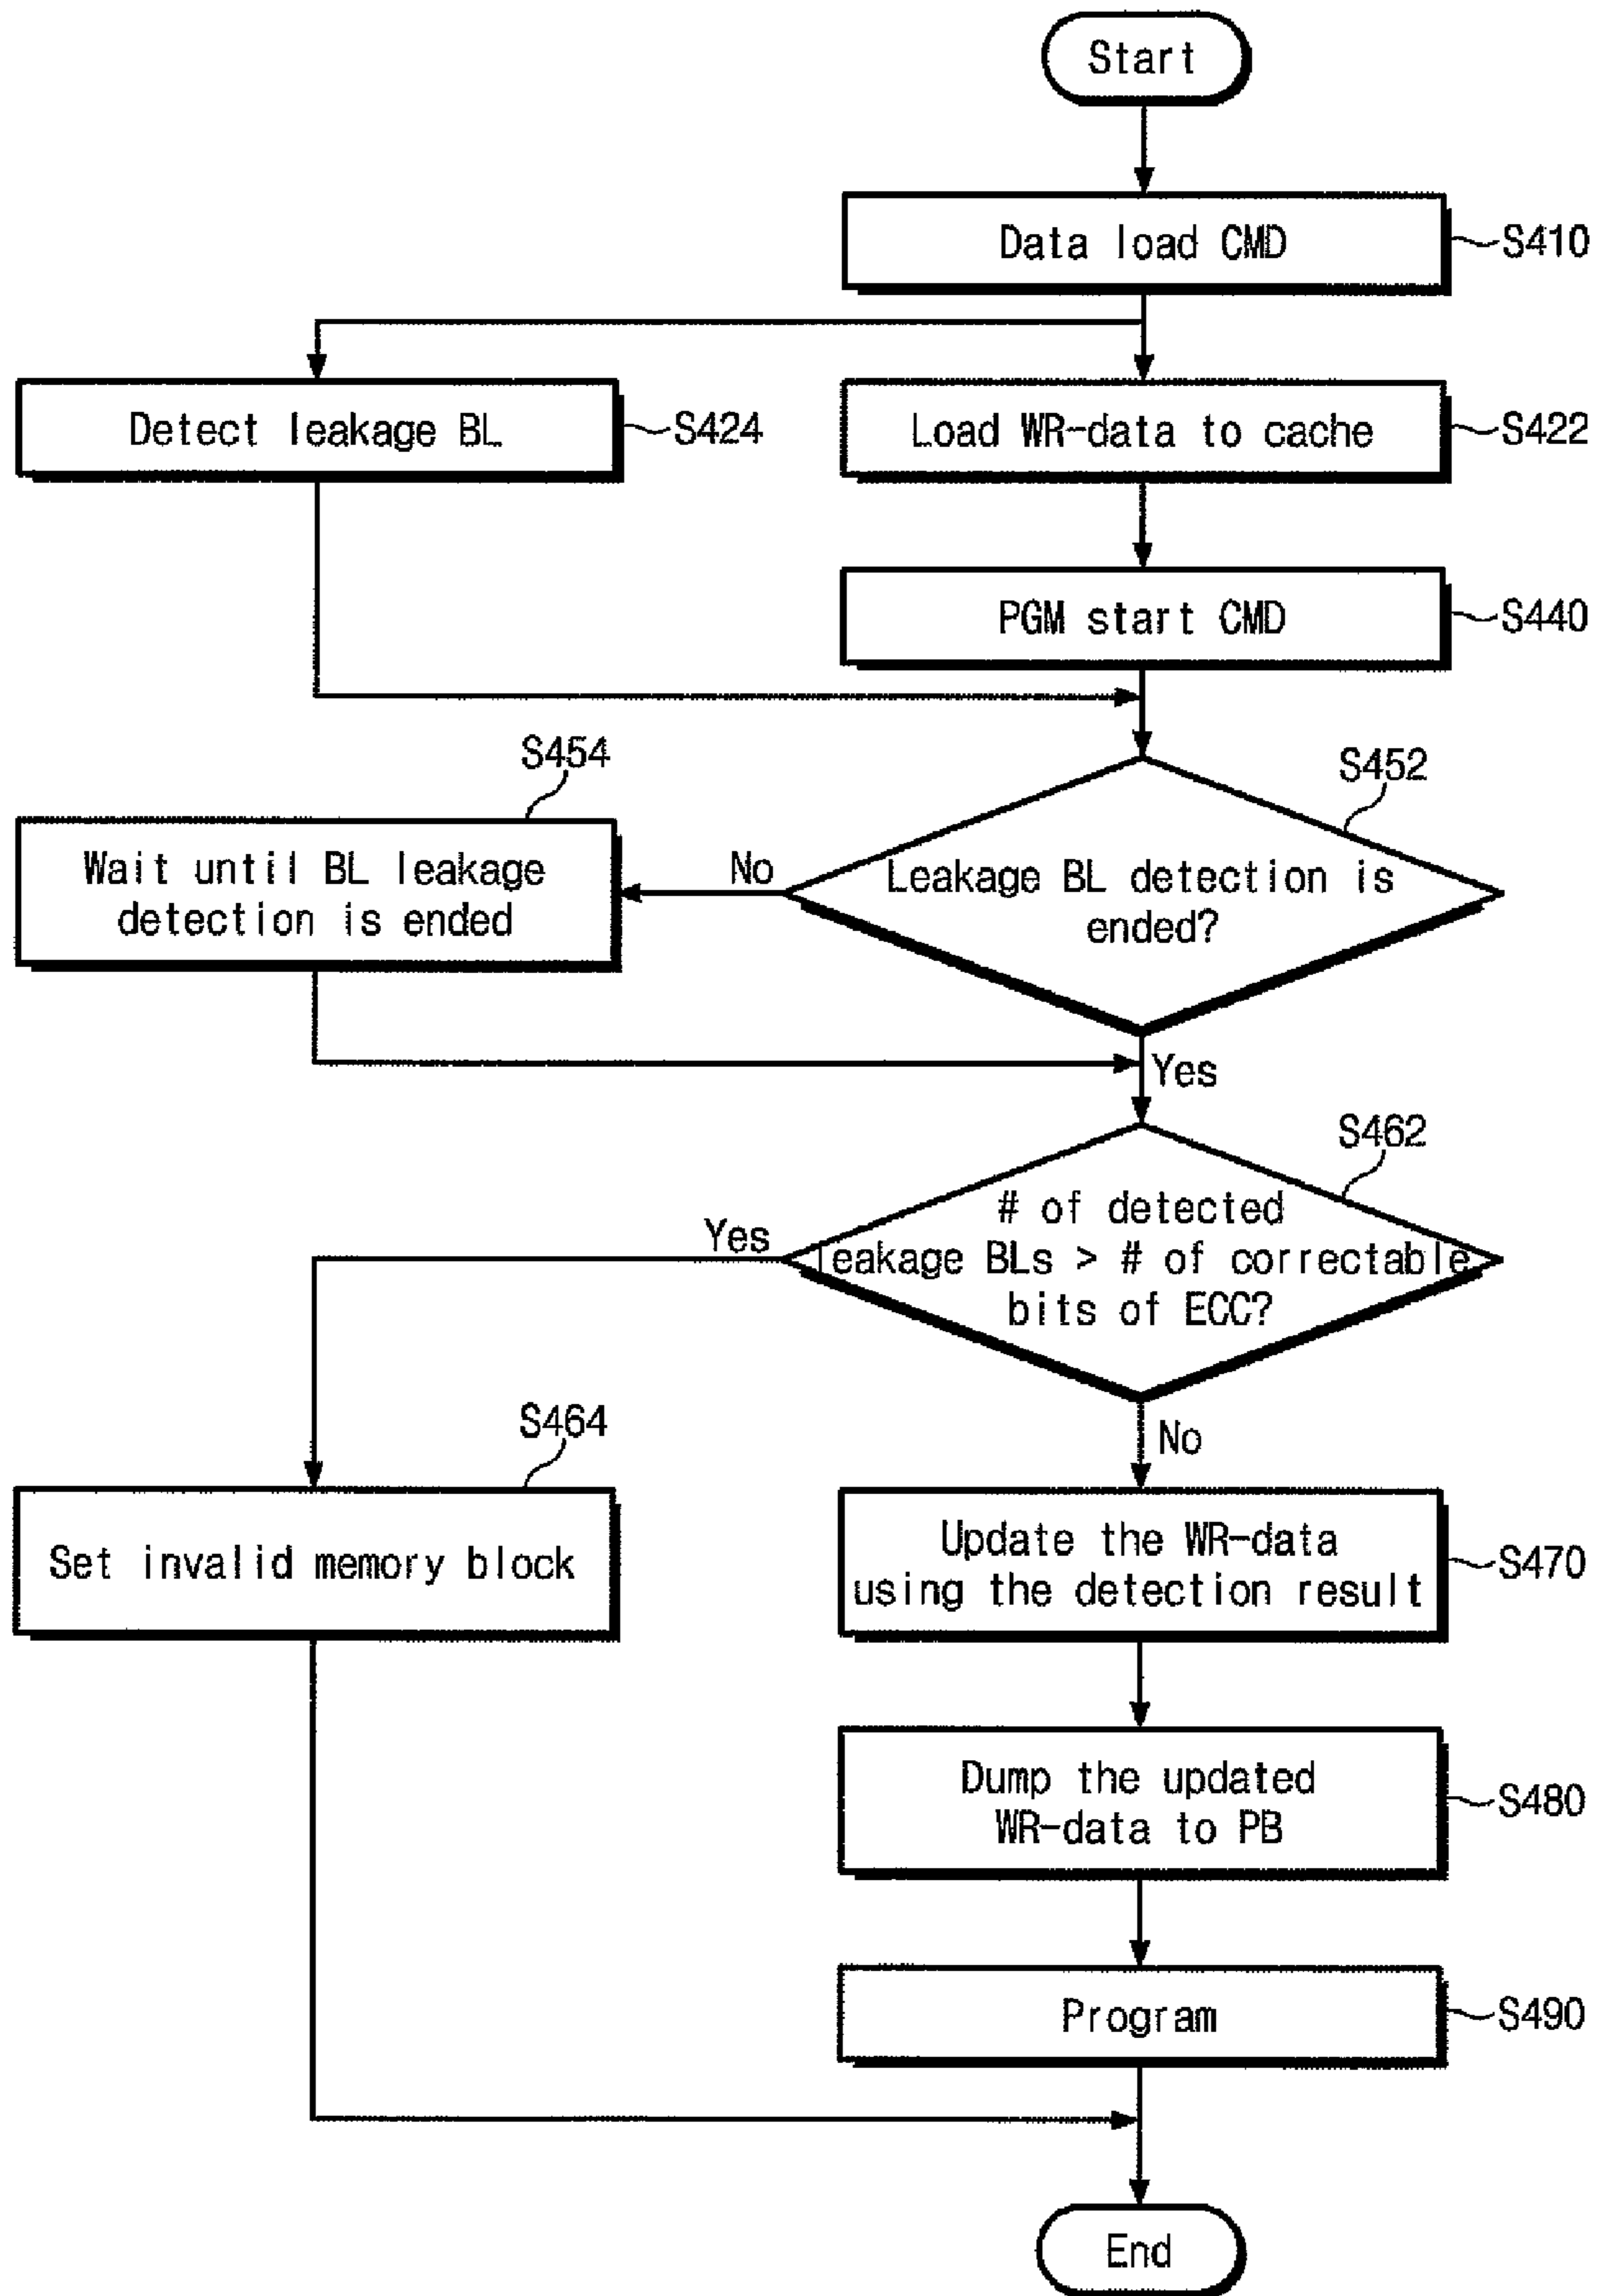 Start
Data load CMD
S410
Detect leakage BL
S424
Load WR-data to cache
S422
PGM start CMD
S440
S454
Wait until BL leakage
detection is ended
No
S452
Leakage BL detection is
ended?
Yes
S462
# of detected
leakage BLs > # of correctable
bits of ECC?
Yes
No
S464
Set invalid memory block
Update the WR-data
using the detection result
S470
Dump the updated
WR-data to PB
S480
Program
S490
End